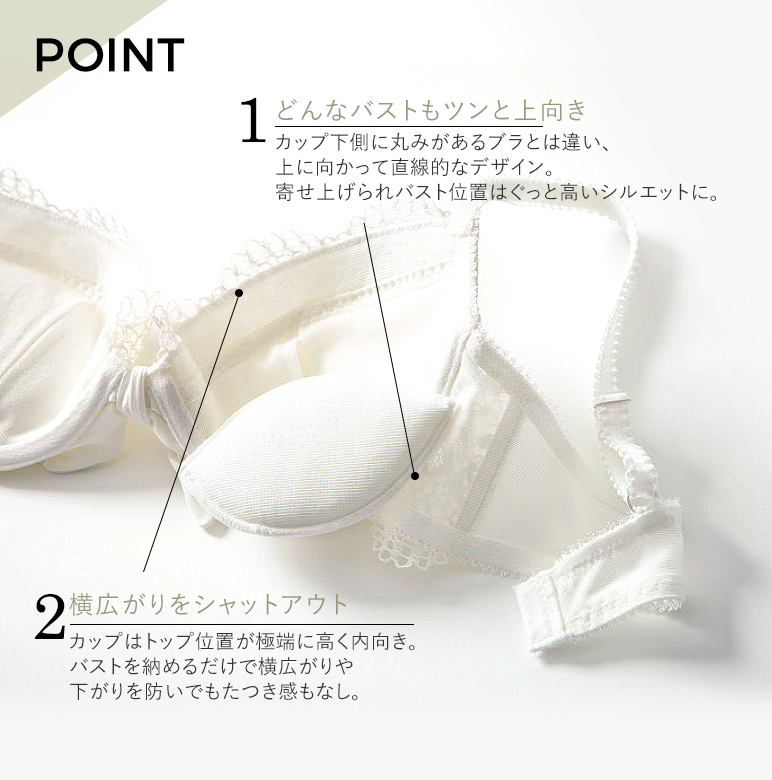 POINT
1 どんなバストもツンと上向き
カップ下側に丸みがあるブラとは違い、
上に向かって直線的なデザイン。
寄せ上げられバスト位置はぐっと高いシルエットに。
2 横広がりをシャットアウト
カップはトップ位置が極端に高く内向き。
バストを納めるだけで横広がりや
下がりを防いでもたつき感もなし。